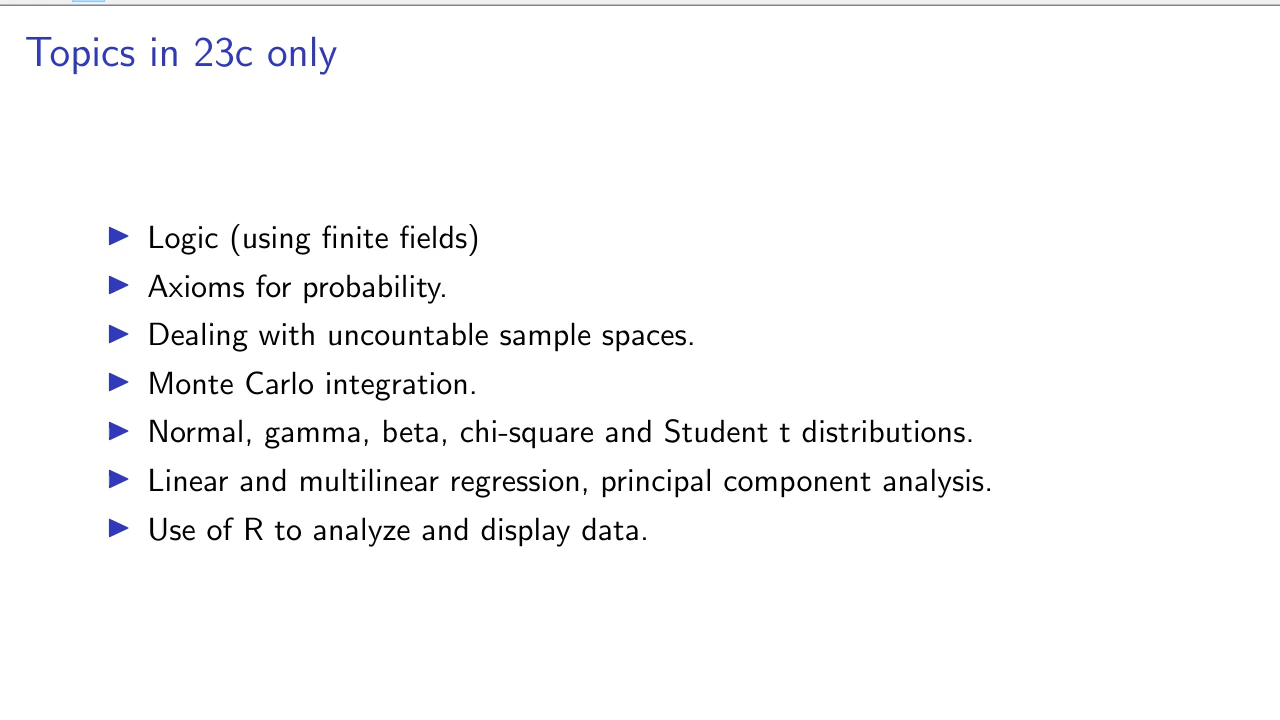 Topics in 23c only
▶ Logic (using finite fields)
▶ Axioms for probability.
▶ Dealing with uncountable sample spaces.
▶ Monte Carlo integration.
▶ Normal, gamma, beta, chi-square and Student t distributions.
▶ Linear and multilinear regression, principal component analysis.
▶ Use of R to analyze and display data.